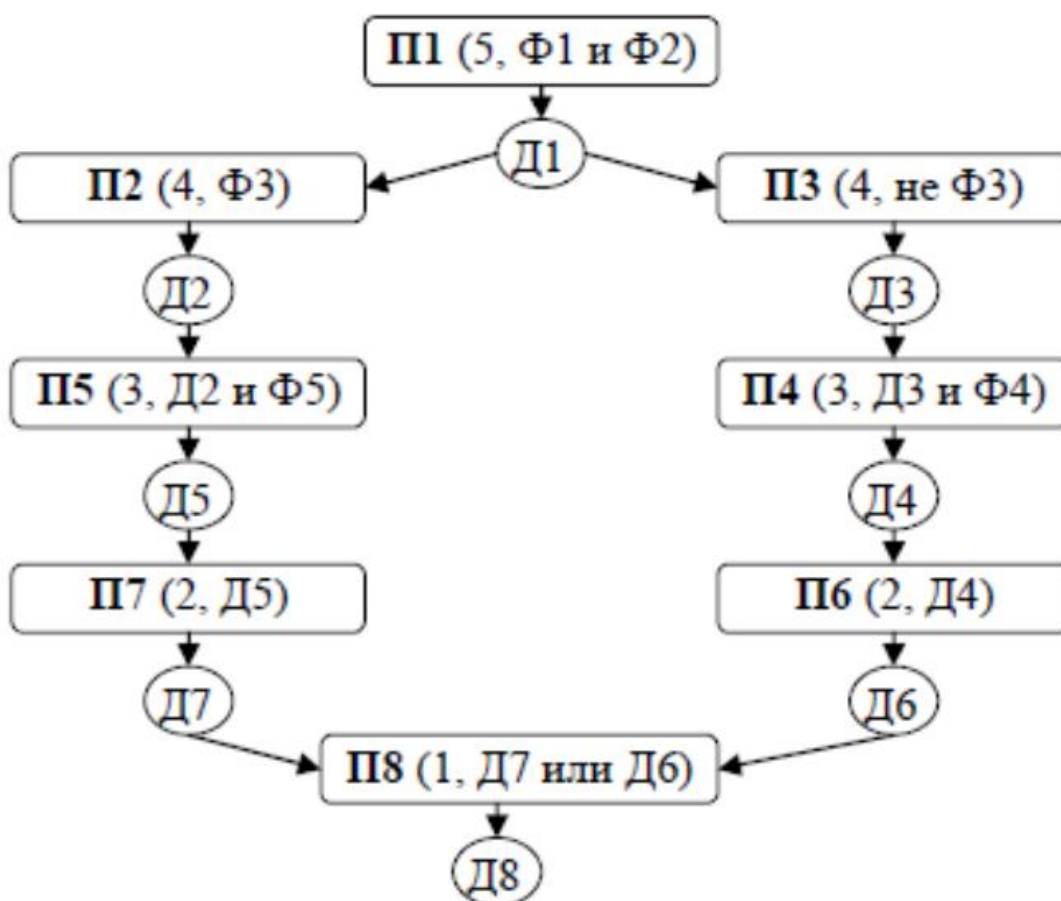 П1 (5, Ф1 и Ф2)
Д1
П2 (4, Ф3)
П3 (4, не Ф3)
Д2
Д3
П5 (3, Д2 и Ф5)
П4 (3, Д3 и Ф4)
Д5
Д4
П7 (2, Д5)
П6 (2, Д4)
Д7
Д6
П8 (1, Д7 или Д6)
Д8